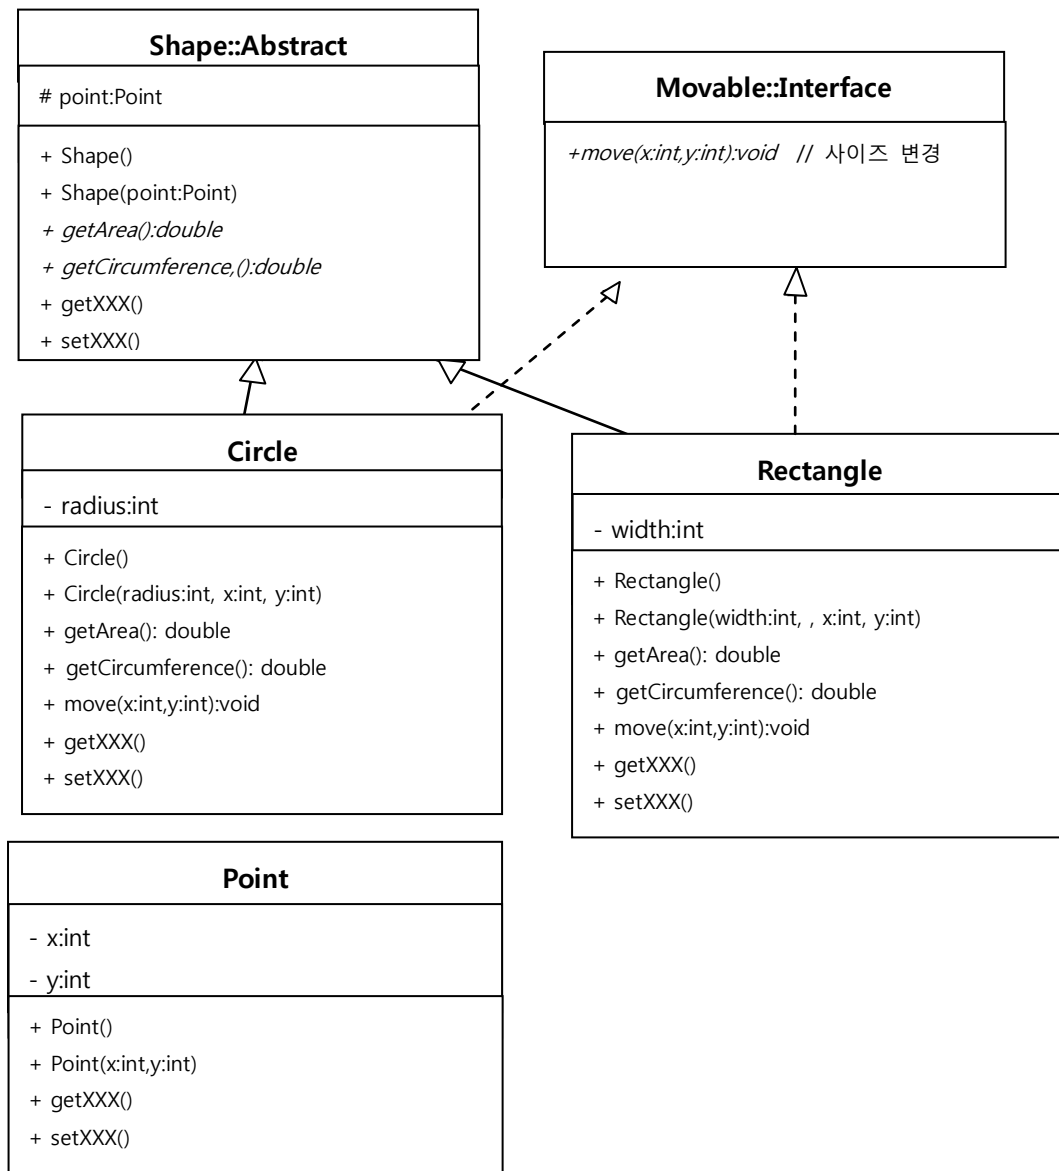 Shape::Abstract
# point:Point
+ Shape()
+ Shape(point:Point)
+ getArea():double
+ getCircumference,():double
+ getXXX()
+ setXXX()
Movable::Interface
+move(x:int,y:int):void // 사이즈 변경
Circle
- radius:int
+ Circle()
+ Circle(radius:int, x:int, y:int)
+ getArea(): double
+ getCircumference(): double
+ move(x:int,y:int):void
+ getXXX()
+ setXXX()
Rectangle
- width:int
+ Rectangle()
+ Rectangle(width:int, , x:int, y:int)
+ getArea(): double
+ getCircumference(): double
+ move(x:int,y:int):void
+ getXXX()
+ setXXX()
Point
- x:int
- y:int
+ Point()
+ Point(x:int,y:int)
+ getXXX()
+ setXXX()